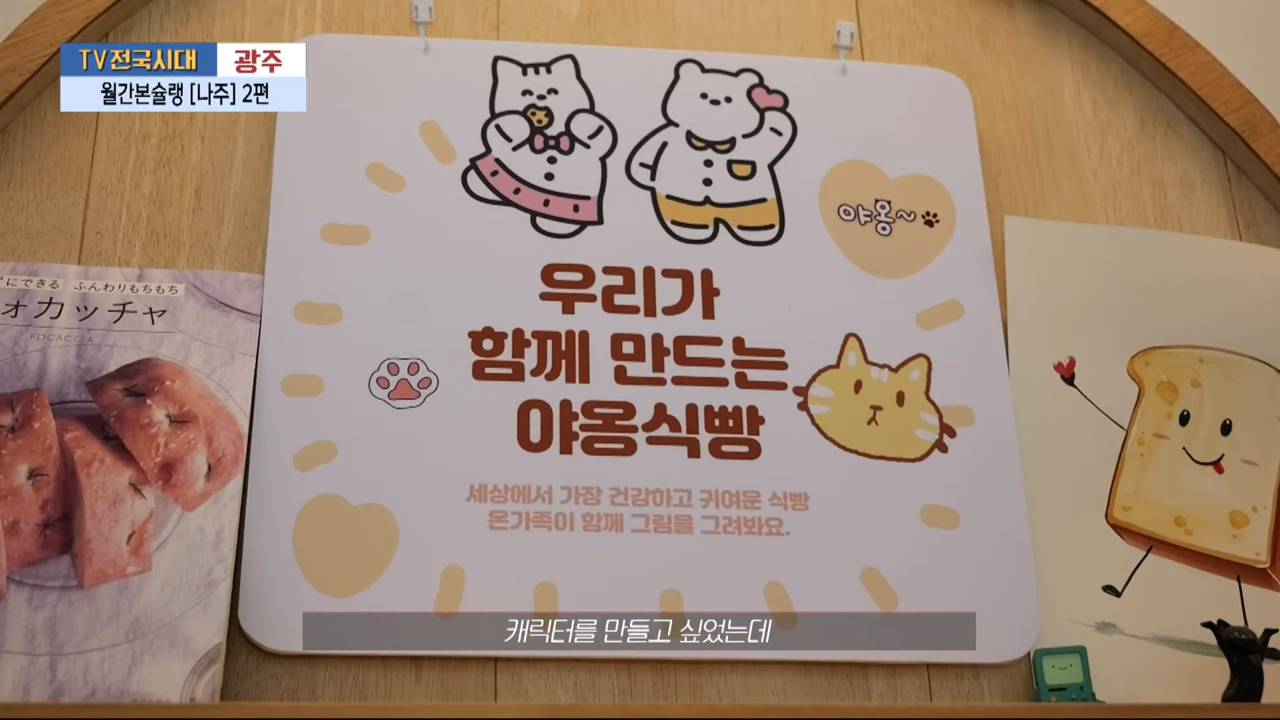 TV전국시대 광주
월간본슐랭 [나주] 2편
야옹~
우리가
함께 만드는
야옹식빵
세상에서 가장 건강하고 귀여운 식빵
온가족이 함께 그림을 그려봐요.
にできる ふんわりもちもち
ォカッチャ
FOCACCIA
캐릭터를 만들고 싶었는데